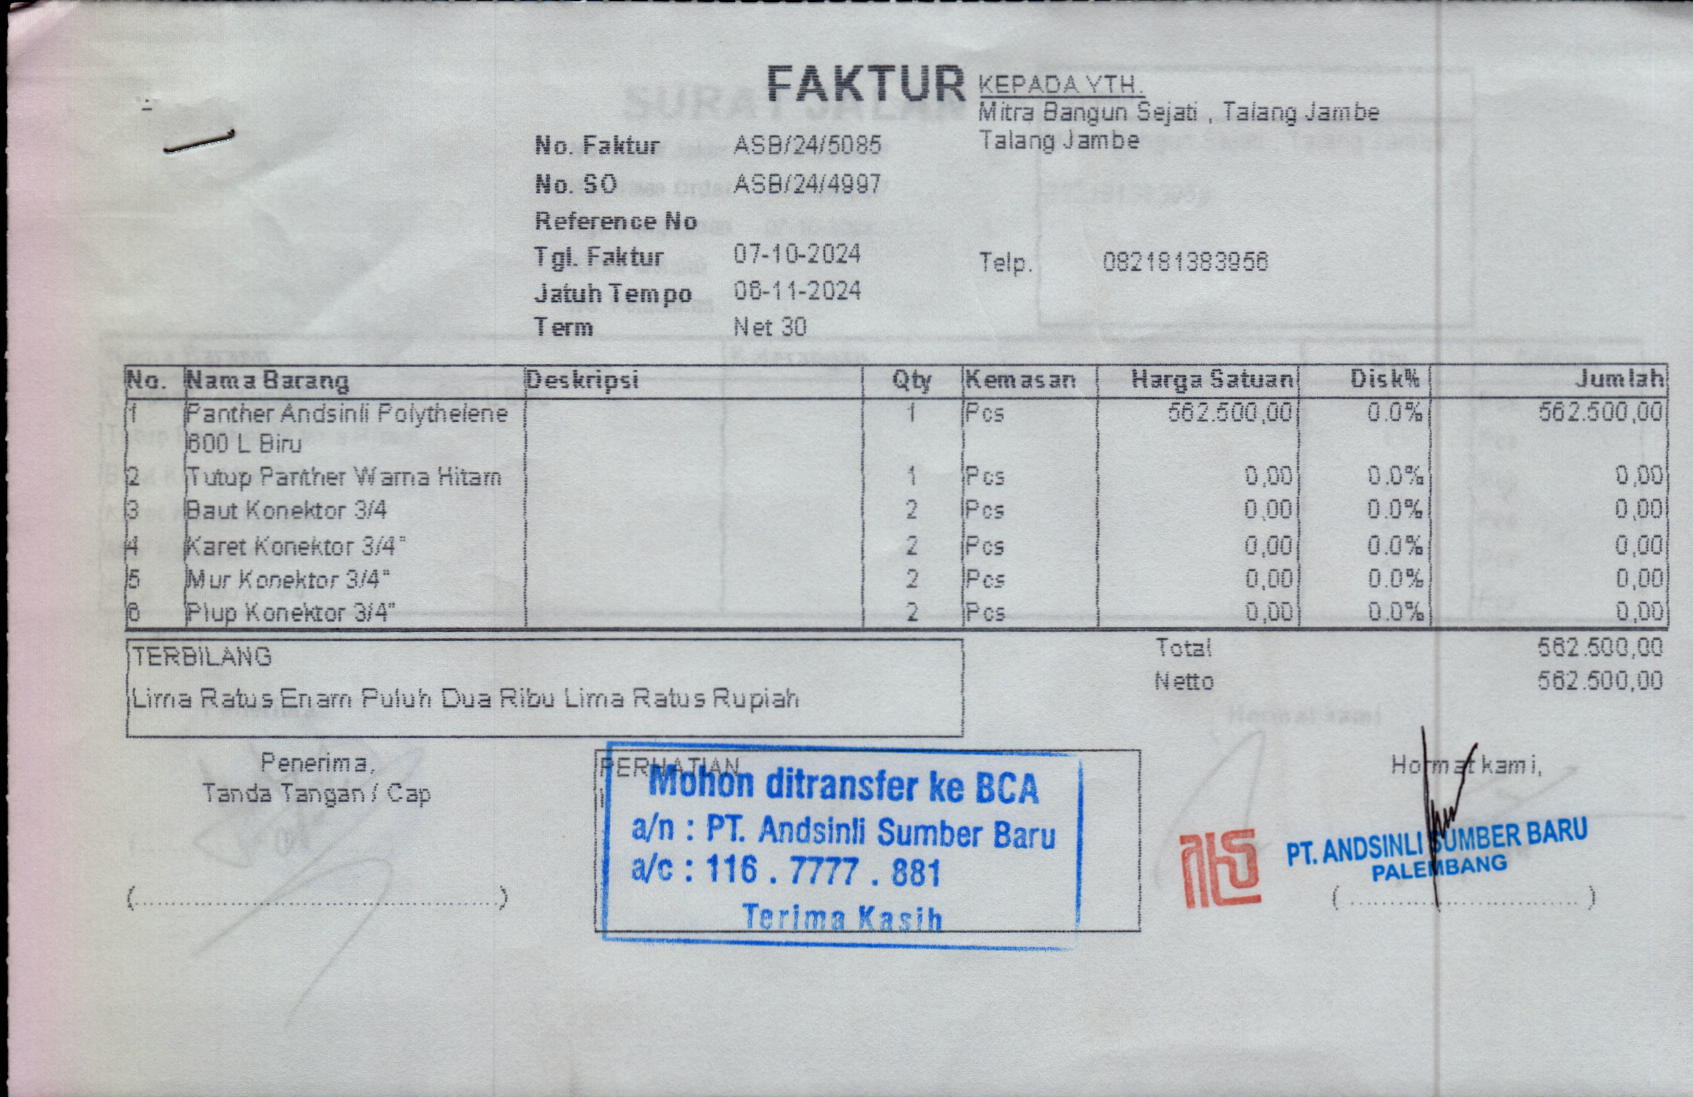 FAKTUR
KEPADA YTH.
Mitra Bangun Sejati , Talang Jambe
Talang Jambe
No. Faktur ASB/24/5085
No. SO ASB/24/4997
Reference No
Tgl. Faktur 07-10-2024
Telp. 082181383956
Jatuh Tempo 06-11-2024
Term Net 30
No. Nama Barang Deskripsi Qty Kemasan Harga Satuan Disk% Jumlah
1 Panther Andsinli Polythelene 1 Pcs 562.500,00 0.0% 562.500,00
600 L Biru
2 Tutup Panther Warna Hitam 1 Pcs 0,00 0.0% 0,00
3 Baut Konektor 3/4 2 Pcs 0,00 0.0% 0,00
4 Karet Konektor 3/4" 2 Pcs 0,00 0.0% 0,00
5 Mur Konektor 3/4" 2 Pcs 0,00 0.0% 0,00
6 Plup Konektor 3/4" 2 Pcs 0,00 0.0% 0,00
TERBILANG
Lima Ratus Enam Puluh Dua Ribu Lima Ratus Rupiah
Total 562.500,00
Netto 562.500,00
Penerima,
Tanda Tangan / Cap
(..............................................)
PERHATIAN
Mohon ditransfer ke BCA
a/n : PT. Andsinli Sumber Baru
a/c : 116 . 7777 . 881
Terima Kasih
Hormat kami,
PT. ANDSINLI SUMBER BARU
PALEMBANG
( ............................. )